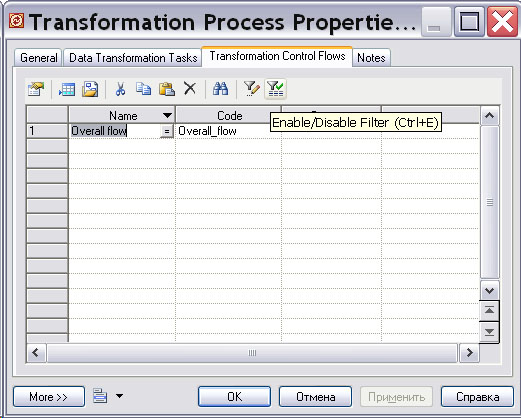 Transformation Process Propertie...
General Data Transformation Tasks Transformation Control Flows Notes
Name Code
Enable/Disable Filter (Ctrl+E)
1 Overall flow = Overall_flow
More >> OK Отмена Применить Справка